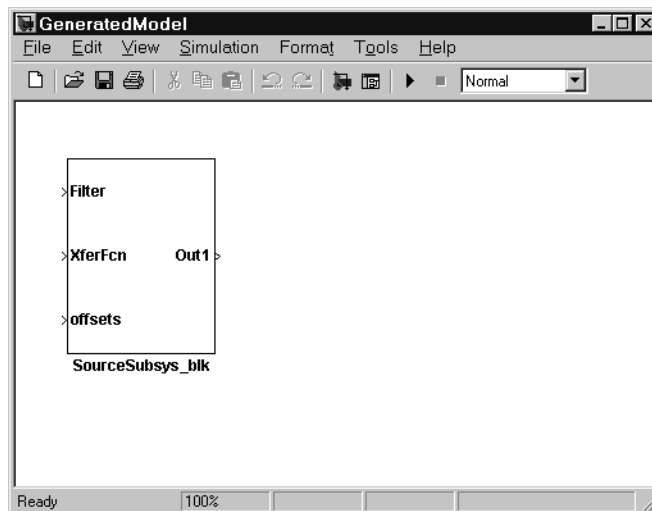 GeneratedModel
File Edit View Simulation Format Tools Help
Normal
Filter
XferFcn Out1
offsets
SourceSubsys_blk
Ready 100%